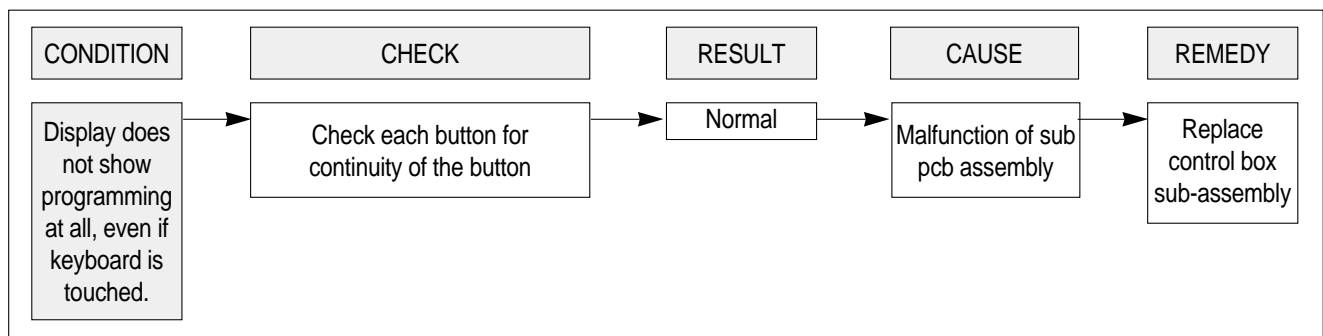 CONDITION
CHECK
RESULT
CAUSE
REMEDY
Display does
not show
programming
at all, even if
keyboard is
touched.
Check each button for
continuity of the button
Normal
Malfunction of sub
pcb assembly
Replace
control box
sub-assembly